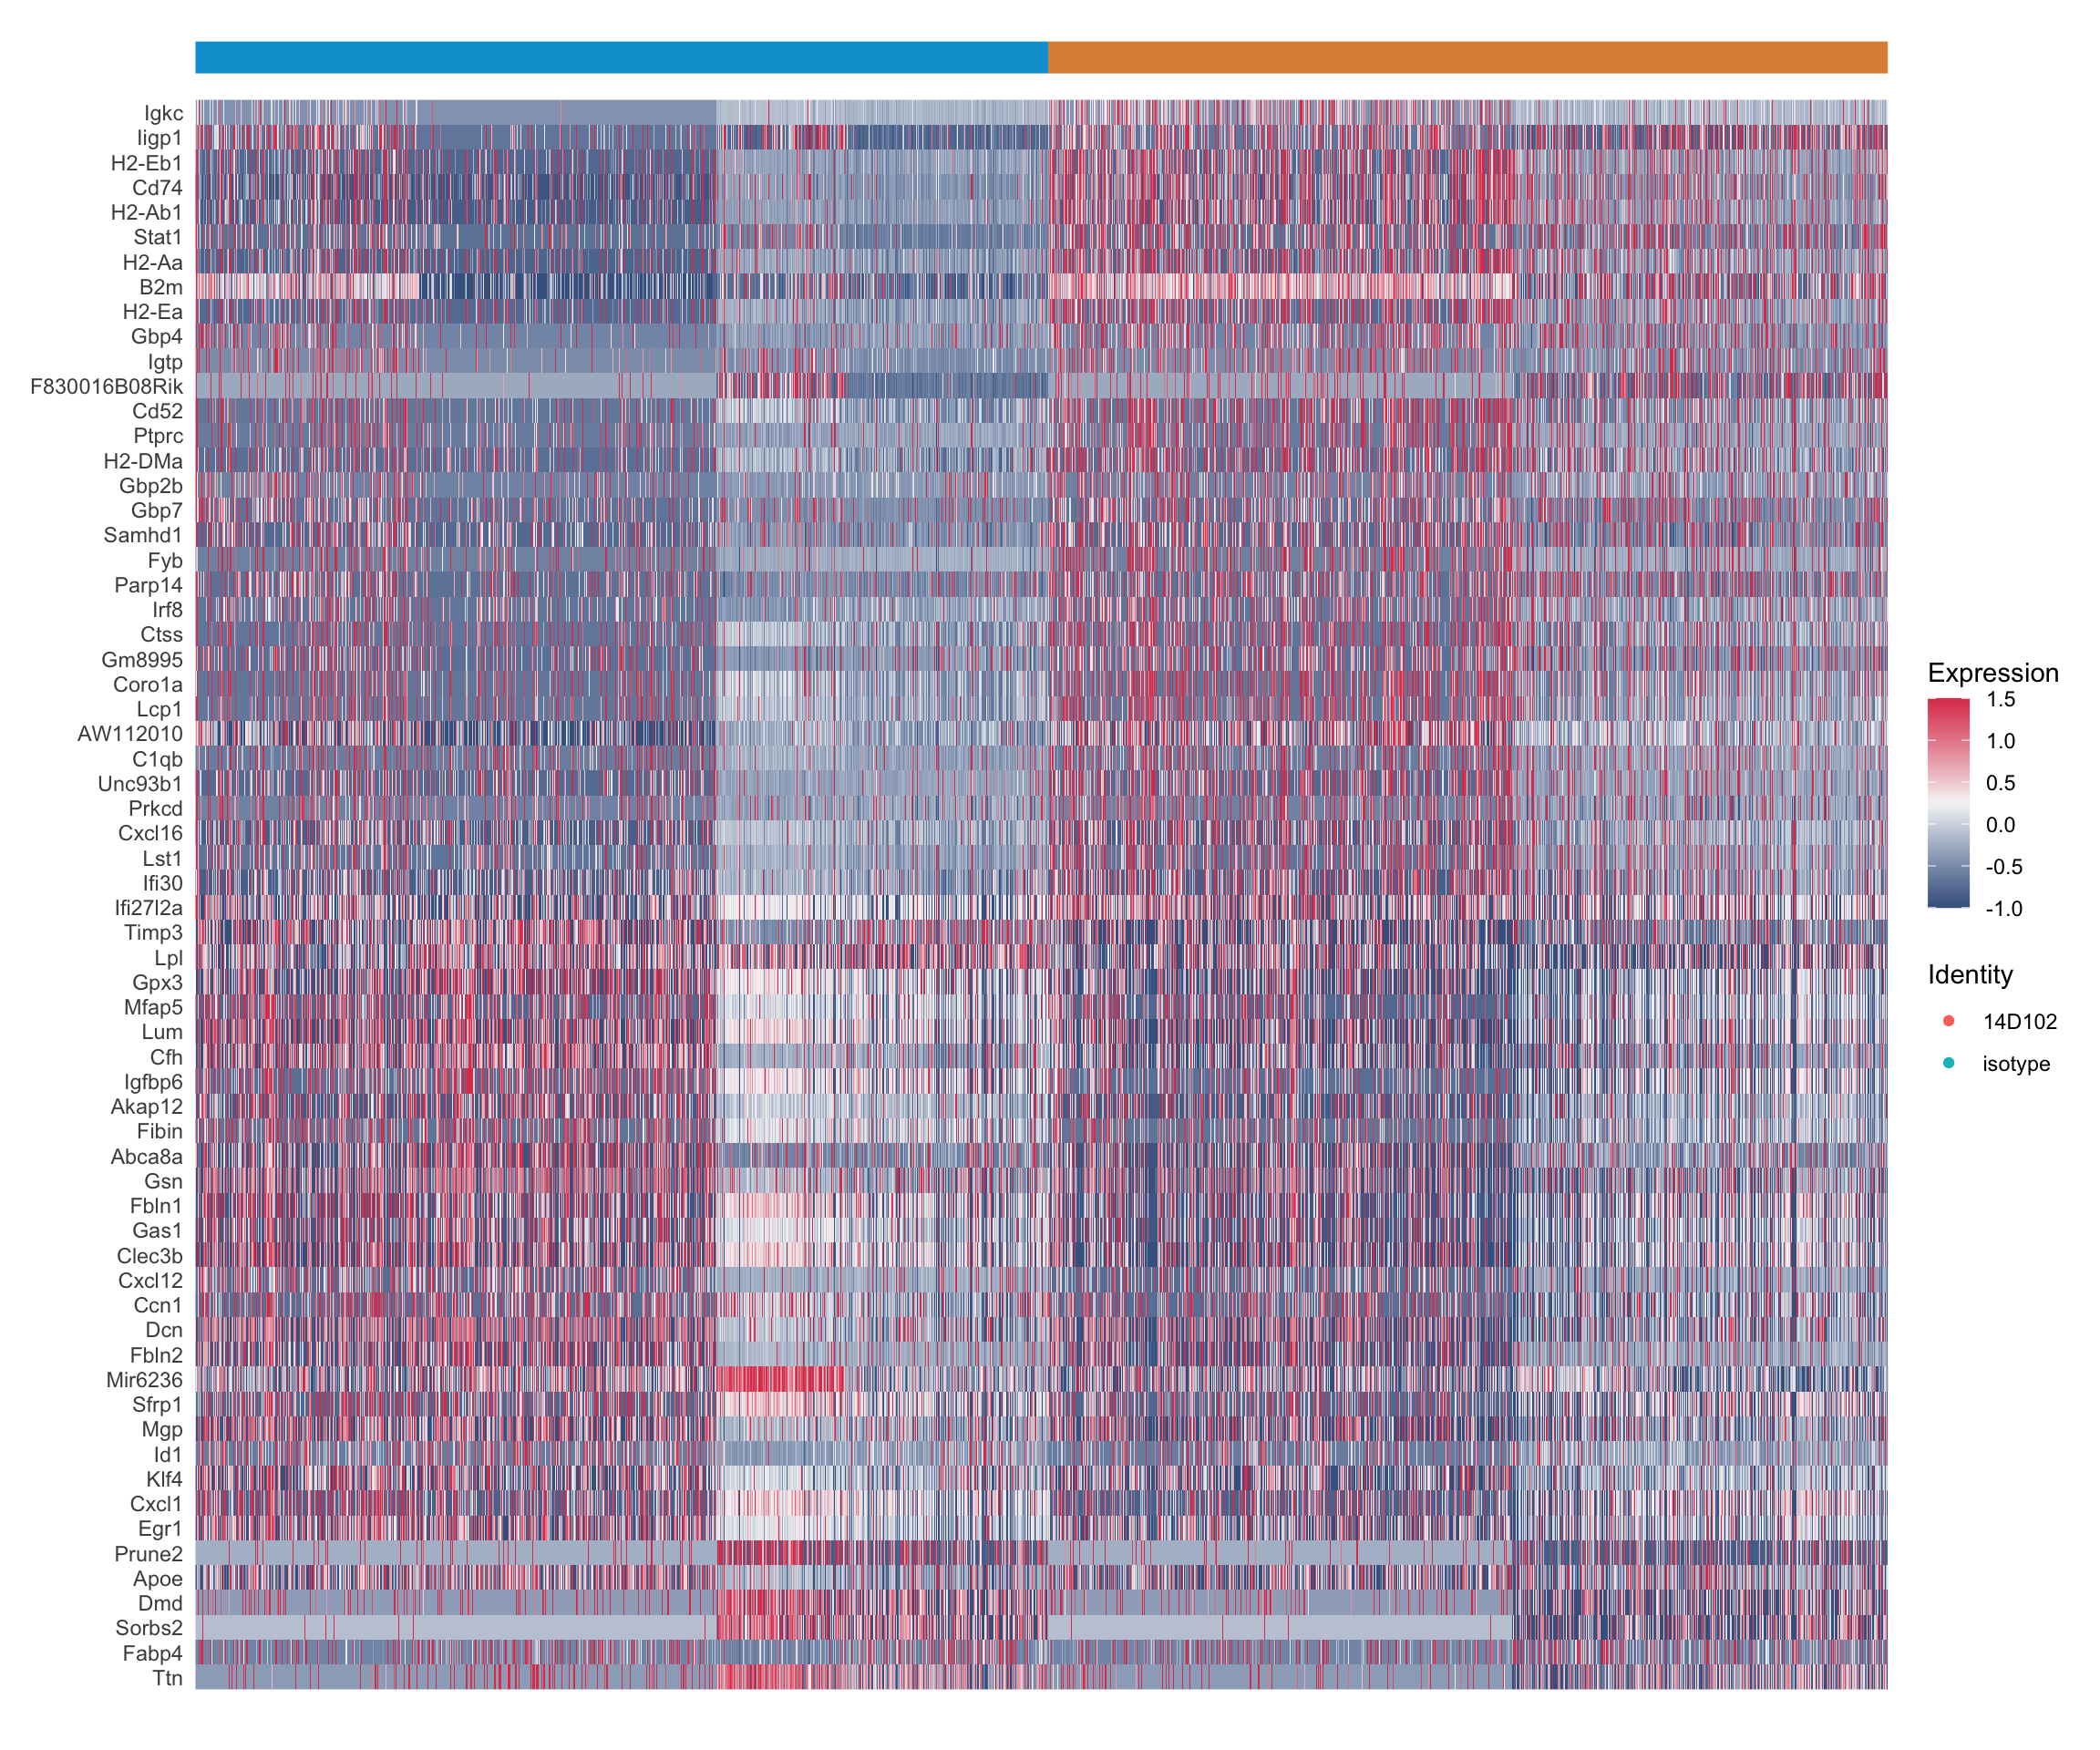 Igkc
Iigp1
H2-Eb1
Cd74
H2-Ab1
Stat1
H2-Aa
B2m
H2-Ea
Gbp4
Igtp
F830016B08Rik
Cd52
Ptprc
H2-DMa
Gbp2b
Gbp7
Samhd1
Fyb
Parp14
Irf8
Ctss
Gm8995
Coro1a
Lcp1
AW112010
C1qb
Unc93b1
Prkcd
Cxcl16
Lst1
Ifi30
Ifi27l2a
Timp3
Lpl
Gpx3
Mfap5
Lum
Cfh
Igfbp6
Akap12
Fibin
Abca8a
Gsn
Fbln1
Gas1
Clec3b
Cxcl12
Ccn1
Dcn
Fbln2
Mir6236
Sfrp1
Mgp
Id1
Klf4
Cxcl1
Egr1
Prune2
Apoe
Dmd
Sorbs2
Fabp4
Ttn
Expression
1.5
1.0
0.5
0.0
-0.5
-1.0
Identity
14D102
isotype